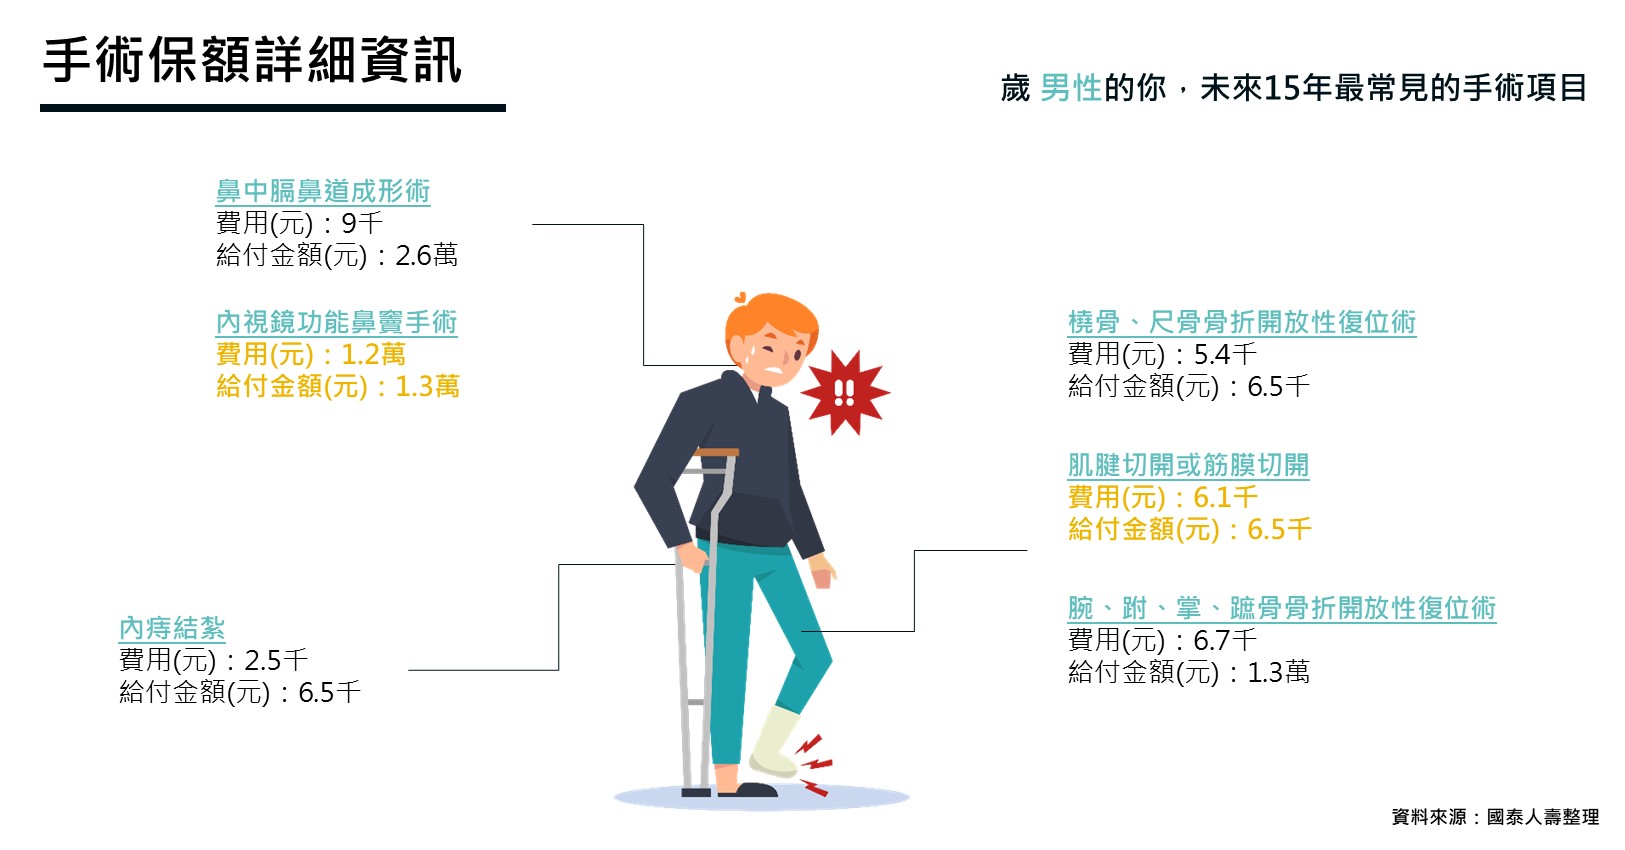 手術保額詳細資訊
歲 男性的你，未來15年最常見的手術項目
鼻中膈鼻道成形術
費用(元)：9千
給付金額(元)：2.6萬
內視鏡功能鼻竇手術
費用(元)：1.2萬
給付金額(元)：1.3萬
內痔結紮
費用(元)：2.5千
給付金額(元)：6.5千
橈骨、尺骨骨折開放性復位術
費用(元)：5.4千
給付金額(元)：6.5千
肌腱切開或筋膜切開
費用(元)：6.1千
給付金額(元)：6.5千
腕、跗、掌、蹠骨骨折開放性復位術
費用(元)：6.7千
給付金額(元)：1.3萬
!!
資料來源：國泰人壽整理